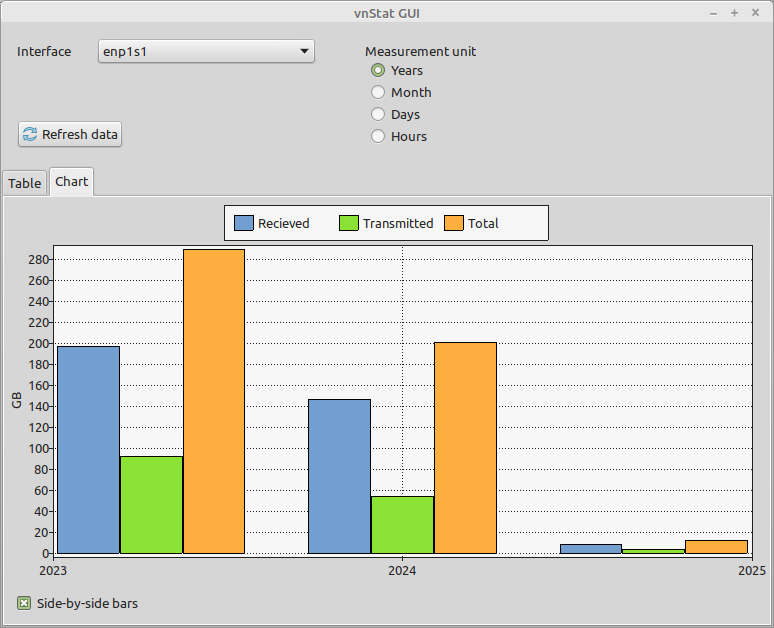 vnStat GUI
Interface
enp1s1
Measurement unit
Years
Month
Days
Hours
Refresh data
Table
Chart
Recieved
Transmitted
Total
GB
280
260
240
220
200
180
160
140
120
100
80
60
40
20
0
2023
2024
2025
Side-by-side bars